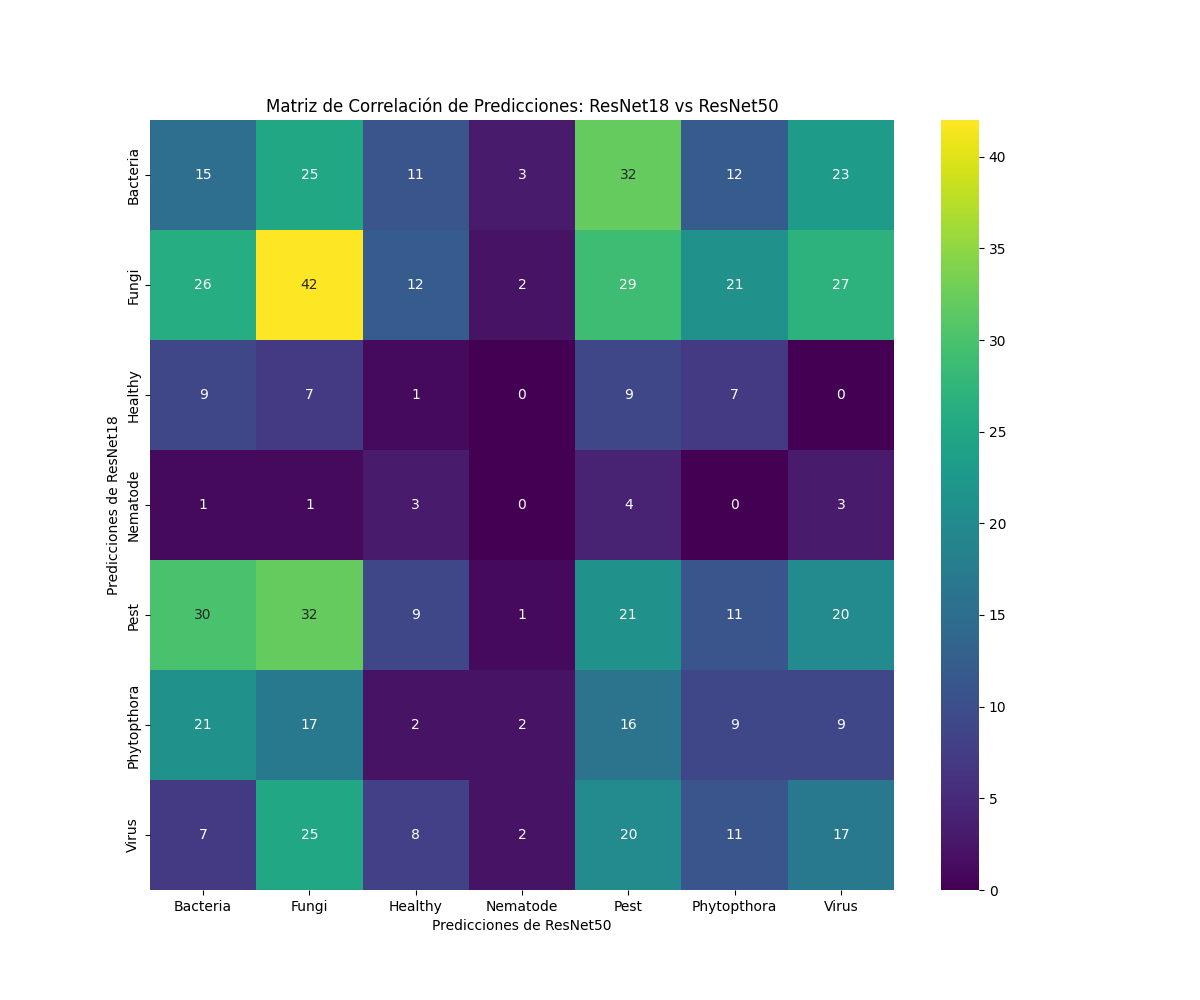 Matriz de Correlación de Predicciones: ResNet18 vs ResNet50
Predicciones de ResNet18
Bacteria 15 25 11 3 32 12 23
Fungi 26 42 12 2 29 21 27
Healthy 9 7 1 0 9 7 0
Nematode 1 1 3 0 4 0 3
Pest 30 32 9 1 21 11 20
Phytopthora 21 17 2 2 16 9 9
Virus 7 25 8 2 20 11 17
Bacteria Fungi Healthy Nematode Pest Phytopthora Virus
Predicciones de ResNet50
40
35
30
25
20
15
10
5
0